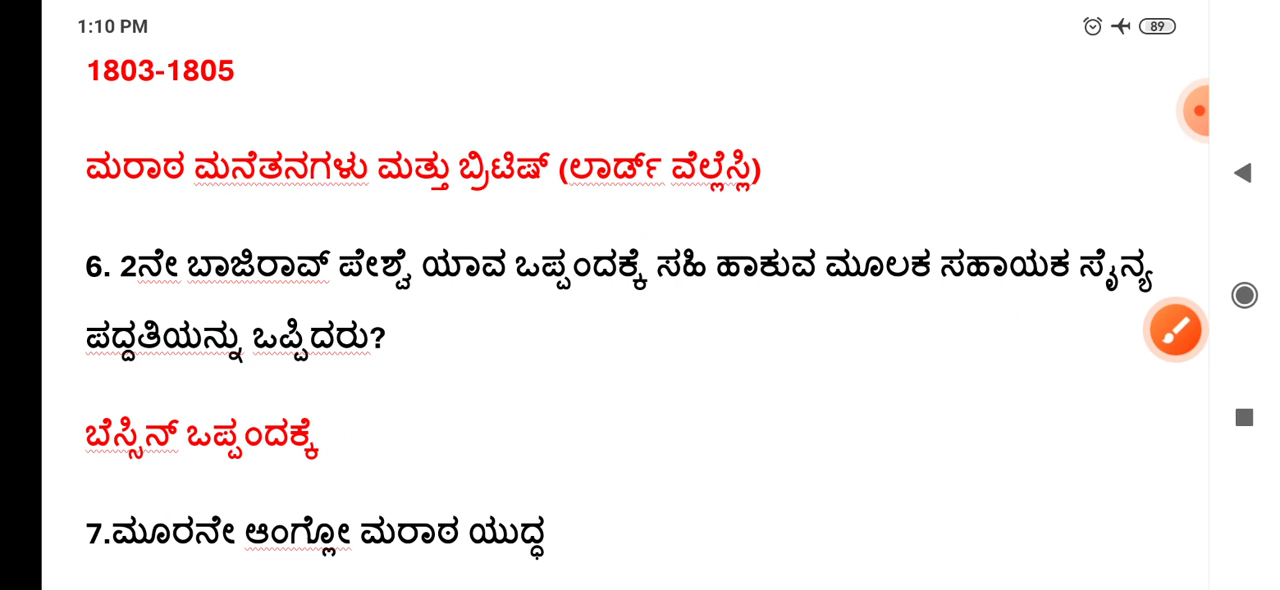 1:10 PM
89
1803-1805
ಮರಾಠ ಮನೆತನಗಳು ಮತ್ತು ಬ್ರಿಟಿಷ್ (ಲಾರ್ಡ್ ವೆಲ್ಲೆಸ್ಲಿ)
6. 2ನೇ ಬಾಜಿರಾವ್ ಪೇಶ್ವೆ ಯಾವ ಒಪ್ಪಂದಕ್ಕೆ ಸಹಿ ಹಾಕುವ ಮೂಲಕ ಸಹಾಯಕ ಸೈನ್ಯ
ಪದ್ದತಿಯನ್ನು ಒಪ್ಪಿದರು?
ಬೆಸ್ಸಿನ್ ಒಪ್ಪಂದಕ್ಕೆ
7.ಮೂರನೇ ಆಂಗ್ಲೋ ಮರಾಠ ಯುದ್ಧ